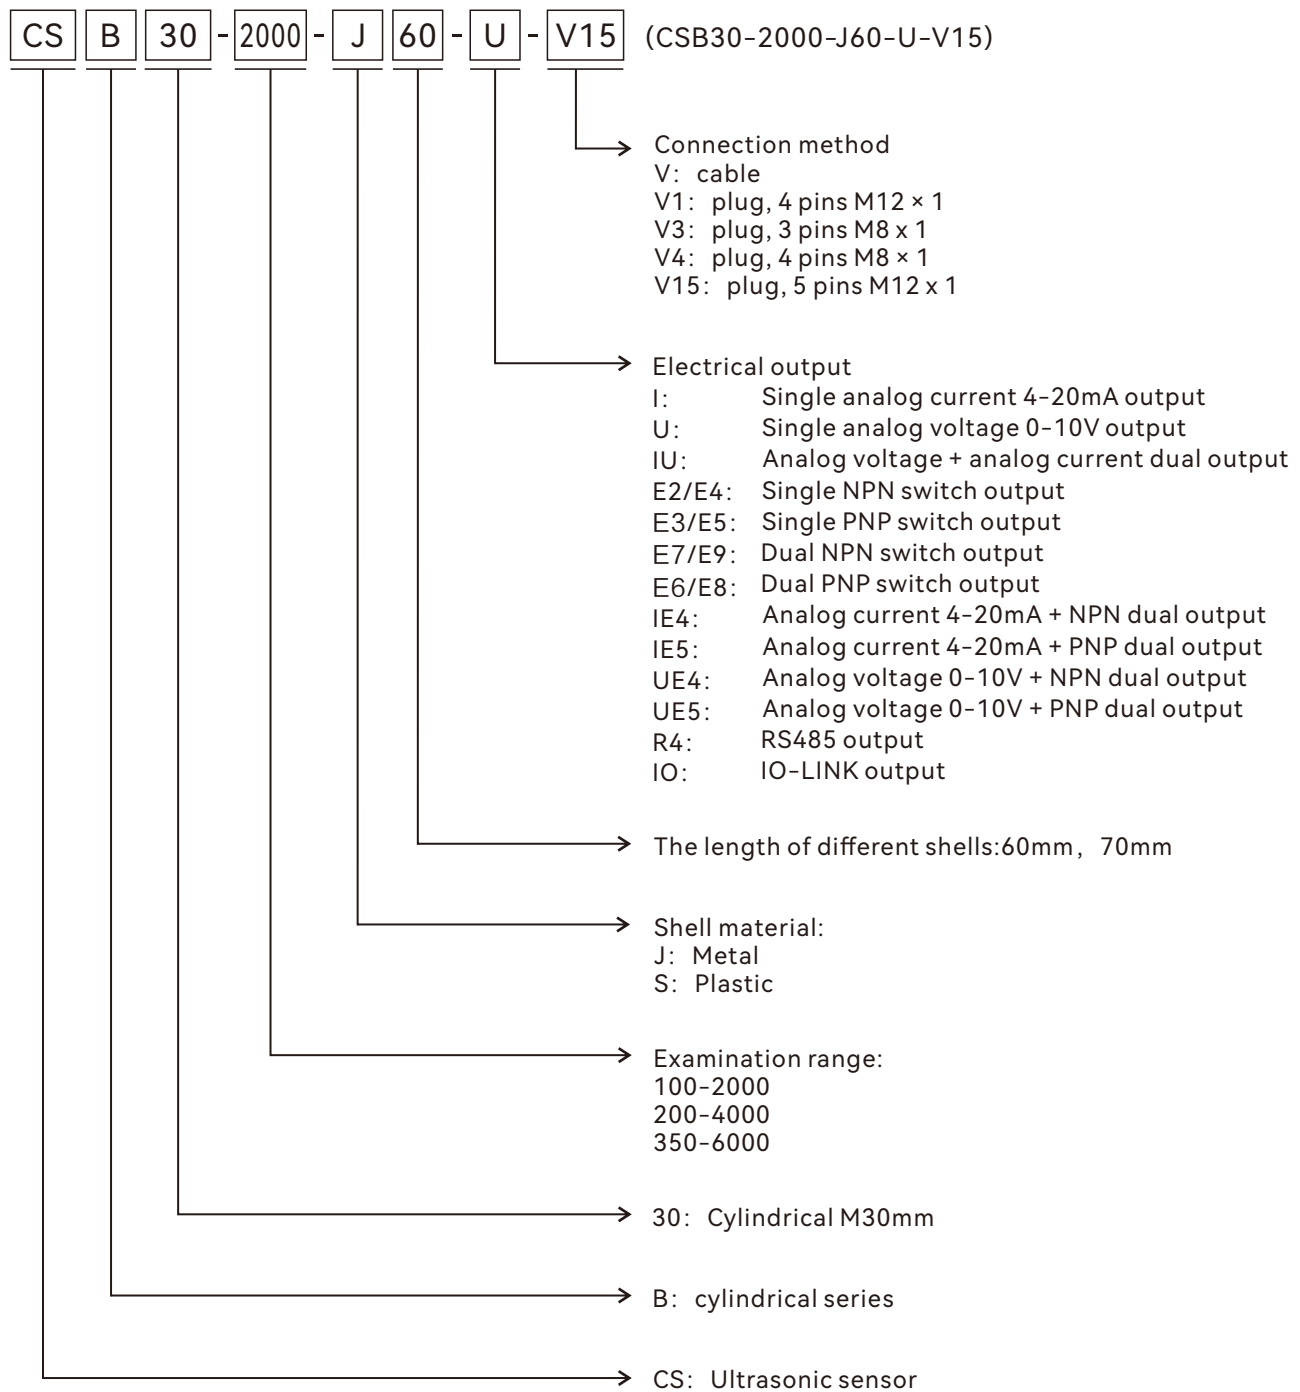 CS B 30 - 2000 - J 60 - U - V15 (CSB30-2000-J60-U-V15)
Connection method
V: cable
V1: plug, 4 pins M12 × 1
V3: plug, 3 pins M8 x 1
V4: plug, 4 pins M8 × 1
V15: plug, 5 pins M12 x 1
Electrical output
I: Single analog current 4-20mA output
U: Single analog voltage 0-10V output
IU: Analog voltage + analog current dual output
E2/E4: Single NPN switch output
E3/E5: Single PNP switch output
E7/E9: Dual NPN switch output
E6/E8: Dual PNP switch output
IE4: Analog current 4-20mA + NPN dual output
IE5: Analog current 4-20mA + PNP dual output
UE4: Analog voltage 0-10V + NPN dual output
UE5: Analog voltage 0-10V + PNP dual output
R4: RS485 output
IO: IO-LINK output
The length of different shells:60mm, 70mm
Shell material:
J: Metal
S: Plastic
Examination range:
100-2000
200-4000
350-6000
30: Cylindrical M30mm
B: cylindrical series
CS: Ultrasonic sensor